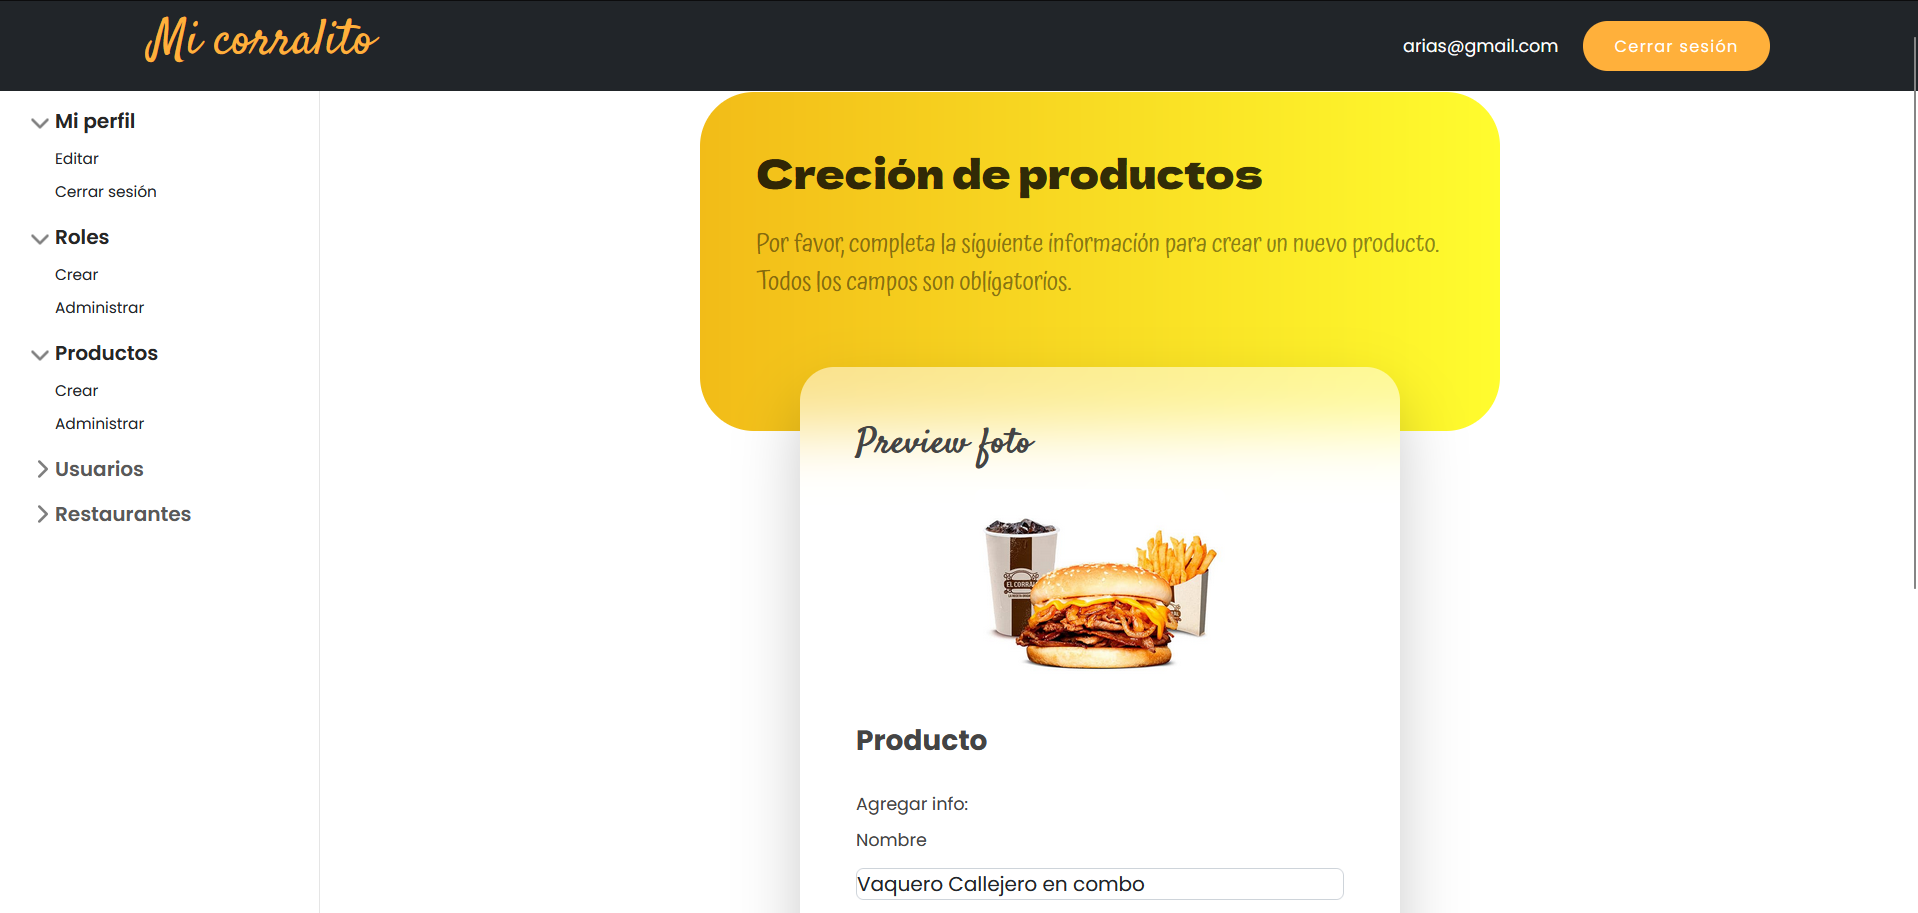 Mi corralito
arias@gmail.com
Cerrar sesión
Mi perfil
Editar
Cerrar sesión
Roles
Crear
Administrar
Productos
Crear
Administrar
Usuarios
Restaurantes
Creción de productos
Por favor, completa la siguiente información para crear un nuevo producto.
Todos los campos son obligatorios.
Preview foto
EL CORRAL
Producto
Agregar info:
Nombre
Vaquero Callejero en combo